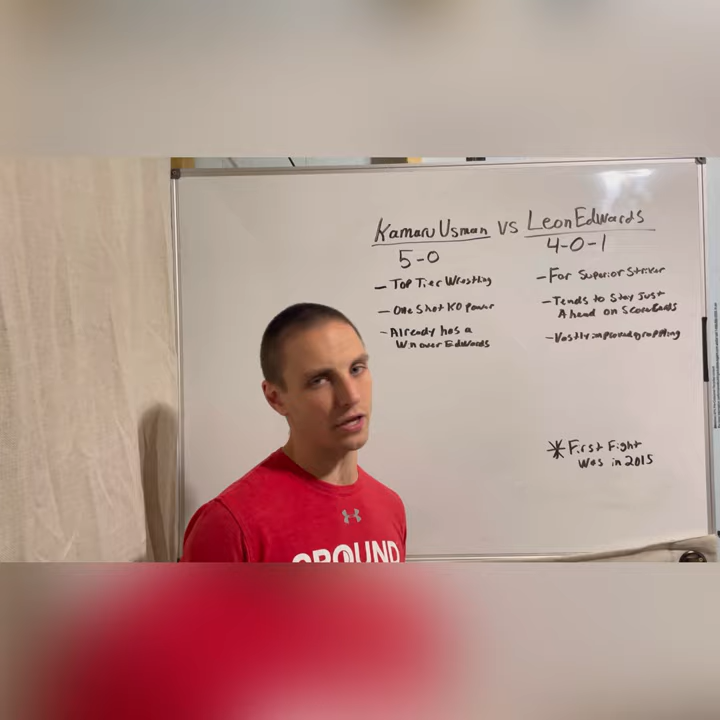 Kamaru Usman vs Leon Edwards
5-0
4-0-1
- Top Tier Wrestling
- One Shot KO Power
- Already has a
Win over Edwards
- Far Superior Striker
- Tends to Stay Just
Ahead on Scorecards
- Vastly improved grappling
* First Fight
Was in 2015
GROUND